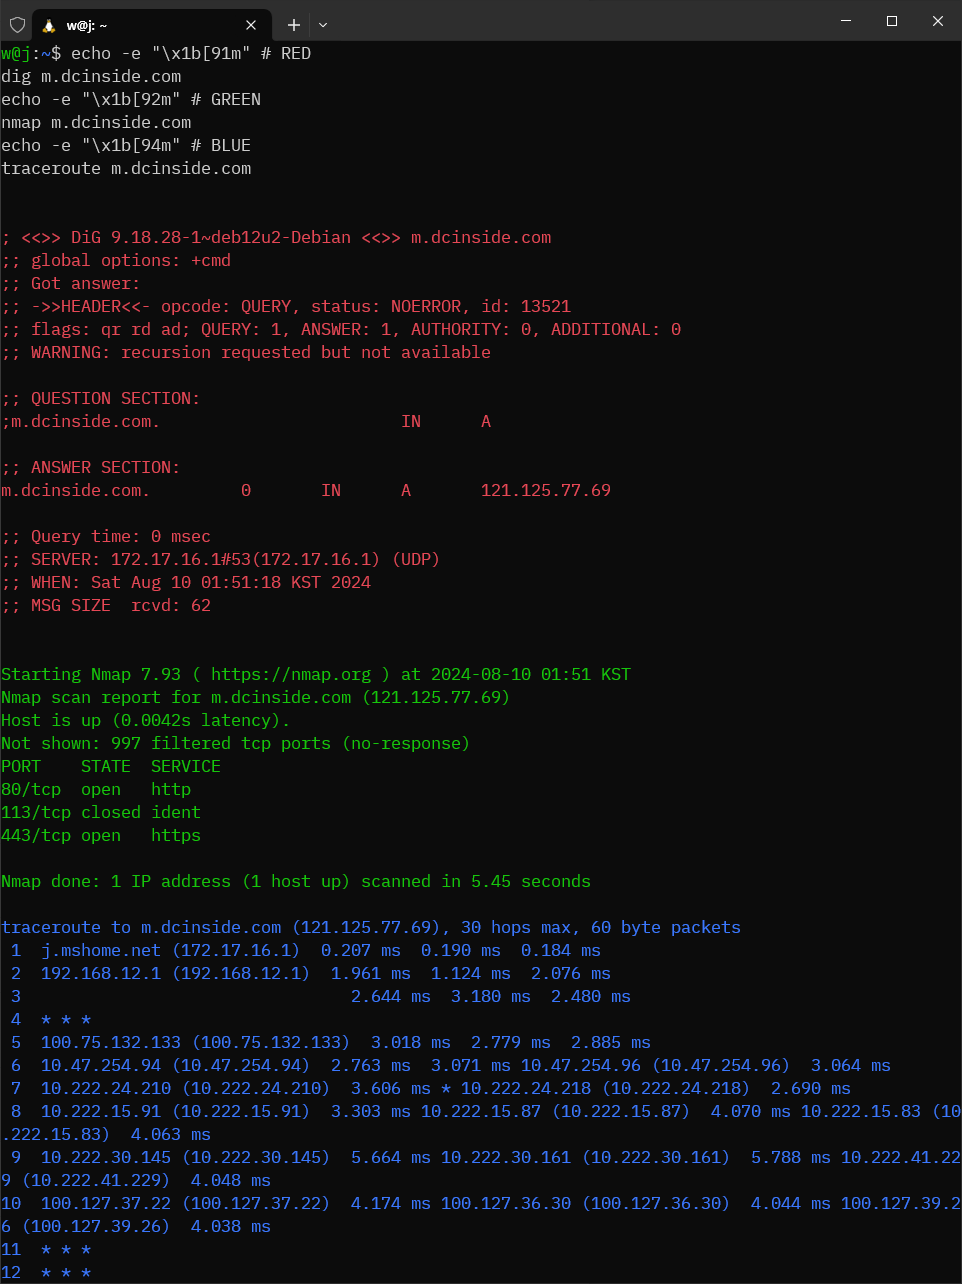 w@j: ~
w@j:~$ echo -e "\x1b[91m" # RED
dig m.dcinside.com
echo -e "\x1b[92m" # GREEN
nmap m.dcinside.com
echo -e "\x1b[94m" # BLUE
traceroute m.dcinside.com
; <<>> DiG 9.18.28-1~deb12u2-Debian <<>> m.dcinside.com
;; global options: +cmd
;; Got answer:
;; ->>HEADER<<- opcode: QUERY, status: NOERROR, id: 13521
;; flags: qr rd ad; QUERY: 1, ANSWER: 1, AUTHORITY: 0, ADDITIONAL: 0
;; WARNING: recursion requested but not available
;; QUESTION SECTION:
;m.dcinside.com.                        IN      A
;; ANSWER SECTION:
m.dcinside.com.         0       IN      A       121.125.77.69
;; Query time: 0 msec
;; SERVER: 172.17.16.1#53(172.17.16.1) (UDP)
;; WHEN: Sat Aug 10 01:51:18 KST 2024
;; MSG SIZE  rcvd: 62
Starting Nmap 7.93 ( https://nmap.org ) at 2024-08-10 01:51 KST
Nmap scan report for m.dcinside.com (121.125.77.69)
Host is up (0.0042s latency).
Not shown: 997 filtered tcp ports (no-response)
PORT    STATE  SERVICE
80/tcp  open   http
113/tcp closed ident
443/tcp open   https
Nmap done: 1 IP address (1 host up) scanned in 5.45 seconds
traceroute to m.dcinside.com (121.125.77.69), 30 hops max, 60 byte packets
 1  j.mshome.net (172.17.16.1)  0.207 ms  0.190 ms  0.184 ms
 2  192.168.12.1 (192.168.12.1)  1.961 ms  1.124 ms  2.076 ms
 3                                 2.644 ms  3.180 ms  2.480 ms
 4  * * *
 5  100.75.132.133 (100.75.132.133)  3.018 ms  2.779 ms  2.885 ms
 6  10.47.254.94 (10.47.254.94)  2.763 ms  3.071 ms 10.47.254.96 (10.47.254.96)  3.064 ms
 7  10.222.24.210 (10.222.24.210)  3.606 ms * 10.222.24.218 (10.222.24.218)  2.690 ms
 8  10.222.15.91 (10.222.15.91)  3.303 ms 10.222.15.87 (10.222.15.87)  4.070 ms 10.222.15.83 (10
.222.15.83)  4.063 ms
 9  10.222.30.145 (10.222.30.145)  5.664 ms 10.222.30.161 (10.222.30.161)  5.788 ms 10.222.41.22
9 (10.222.41.229)  4.048 ms
10  100.127.37.22 (100.127.37.22)  4.174 ms 100.127.36.30 (100.127.36.30)  4.044 ms 100.127.39.2
6 (100.127.39.26)  4.038 ms
11  * * *
12  * * *